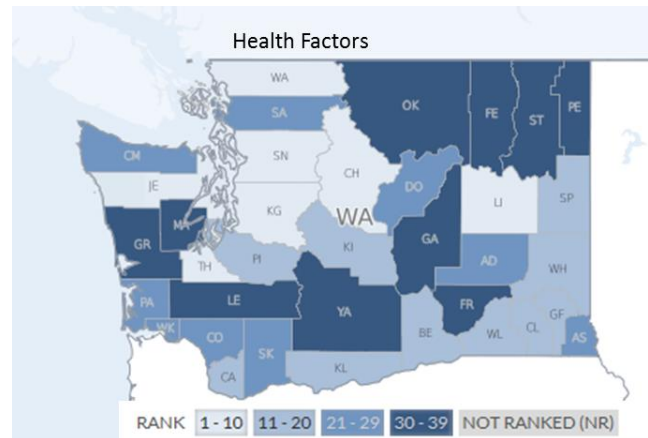 Health Factors
WA
OK
FE
ST
PE
SA
CM
SN
CH
JE
DO
LI
SP
KG
WA
MA
GR
KI
GA
TH
PI
AD
WH
PA
LE
YA
FR
WK
CO
SK
BE
WL
CL
GF
AS
CA
KL
RANK 1 - 10 11 - 20 21 - 29 30 - 39 NOT RANKED (NR)